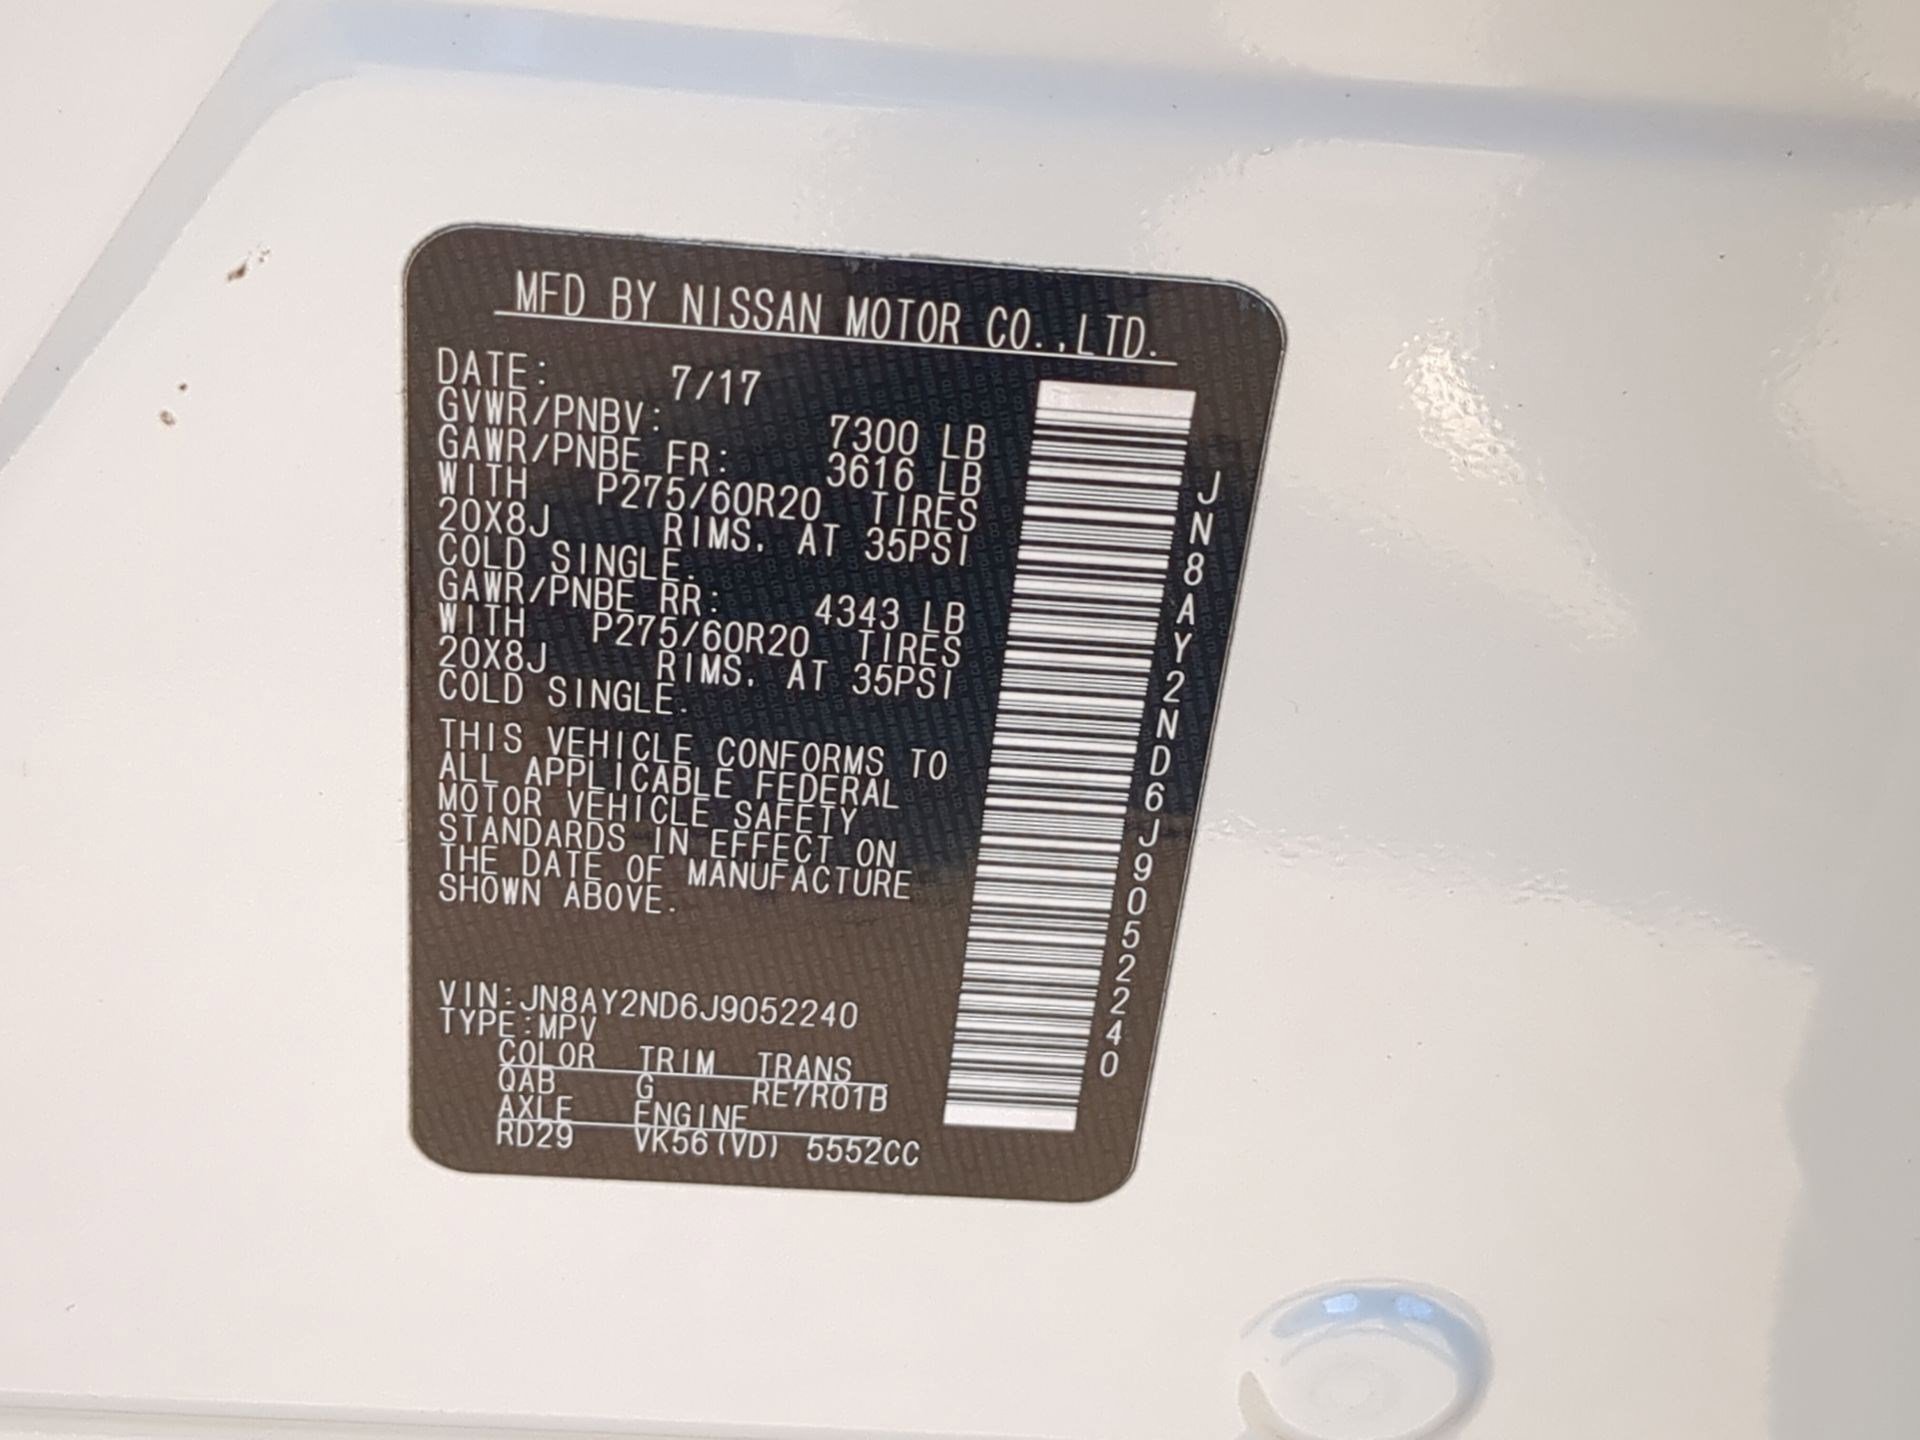 MFD BY NISSAN MOTOR CO.,LTD.
DATE: 7/17
GVWR/PNBV: 7300 LB
GAWR/PNBE FR: 3616 LB
WITH P275/60R20 TIRES
20X8J RIMS, AT 35PSI
COLD SINGLE.
GAWR/PNBE RR: 4343 LB
WITH P275/60R20 TIRES
20X8J RIMS, AT 35PSI
COLD SINGLE.
THIS VEHICLE CONFORMS TO
ALL APPLICABLE FEDERAL
MOTOR VEHICLE SAFETY
STANDARDS IN EFFECT ON
THE DATE OF MANUFACTURE
SHOWN ABOVE.
VIN:JN8AY2ND6J9052240
TYPE:MPV
COLOR TRIM TRANS
QAB G RE7R01B
AXLE ENGINE
RD29 VK56(VD) 5552CC
JN8AY2ND6J9052240